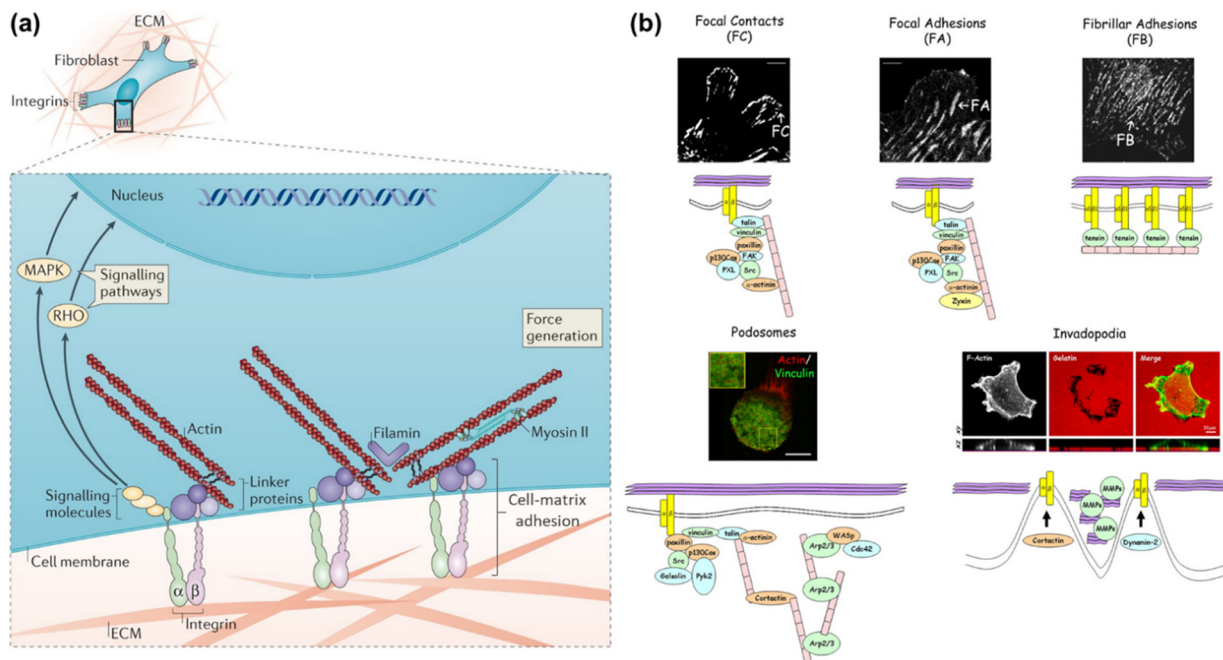 (a)
ECM
Fibroblast
Integrins
Nucleus
MAPK
Signalling
pathways
RHO
Force
generation
Actin
Filamin
Myosin II
Signalling
molecules
Linker
proteins
Cell-matrix
adhesion
Cell membrane
α β
Integrin
ECM
(b)
Focal Contacts
(FC)
Focal Adhesions
(FA)
Fibrillar Adhesions
(FB)
FC
FA
FB
α β
talin
vinculin
paxillin
p130Cas FAK
PXL Src
α-actinin
α β
talin
vinculin
paxillin
p130Cas FAK
PXL Src
α-actinin
Zyxin
tensin tensin tensin tensin
Podosomes
Actin/
Vinculin
α β
vinculin talin α-actinin
paxillin
p130Cas
Src
Gelsolin Pyk2
Cortactin
Arp2/3 WASp
Cdc42
Arp2/3
Arp2/3
Invadopodia
F-Actin Gelatin Merge
xy
xz
α β α β
MMPs
MMPs
MMPs
Cortactin Dynamin-2